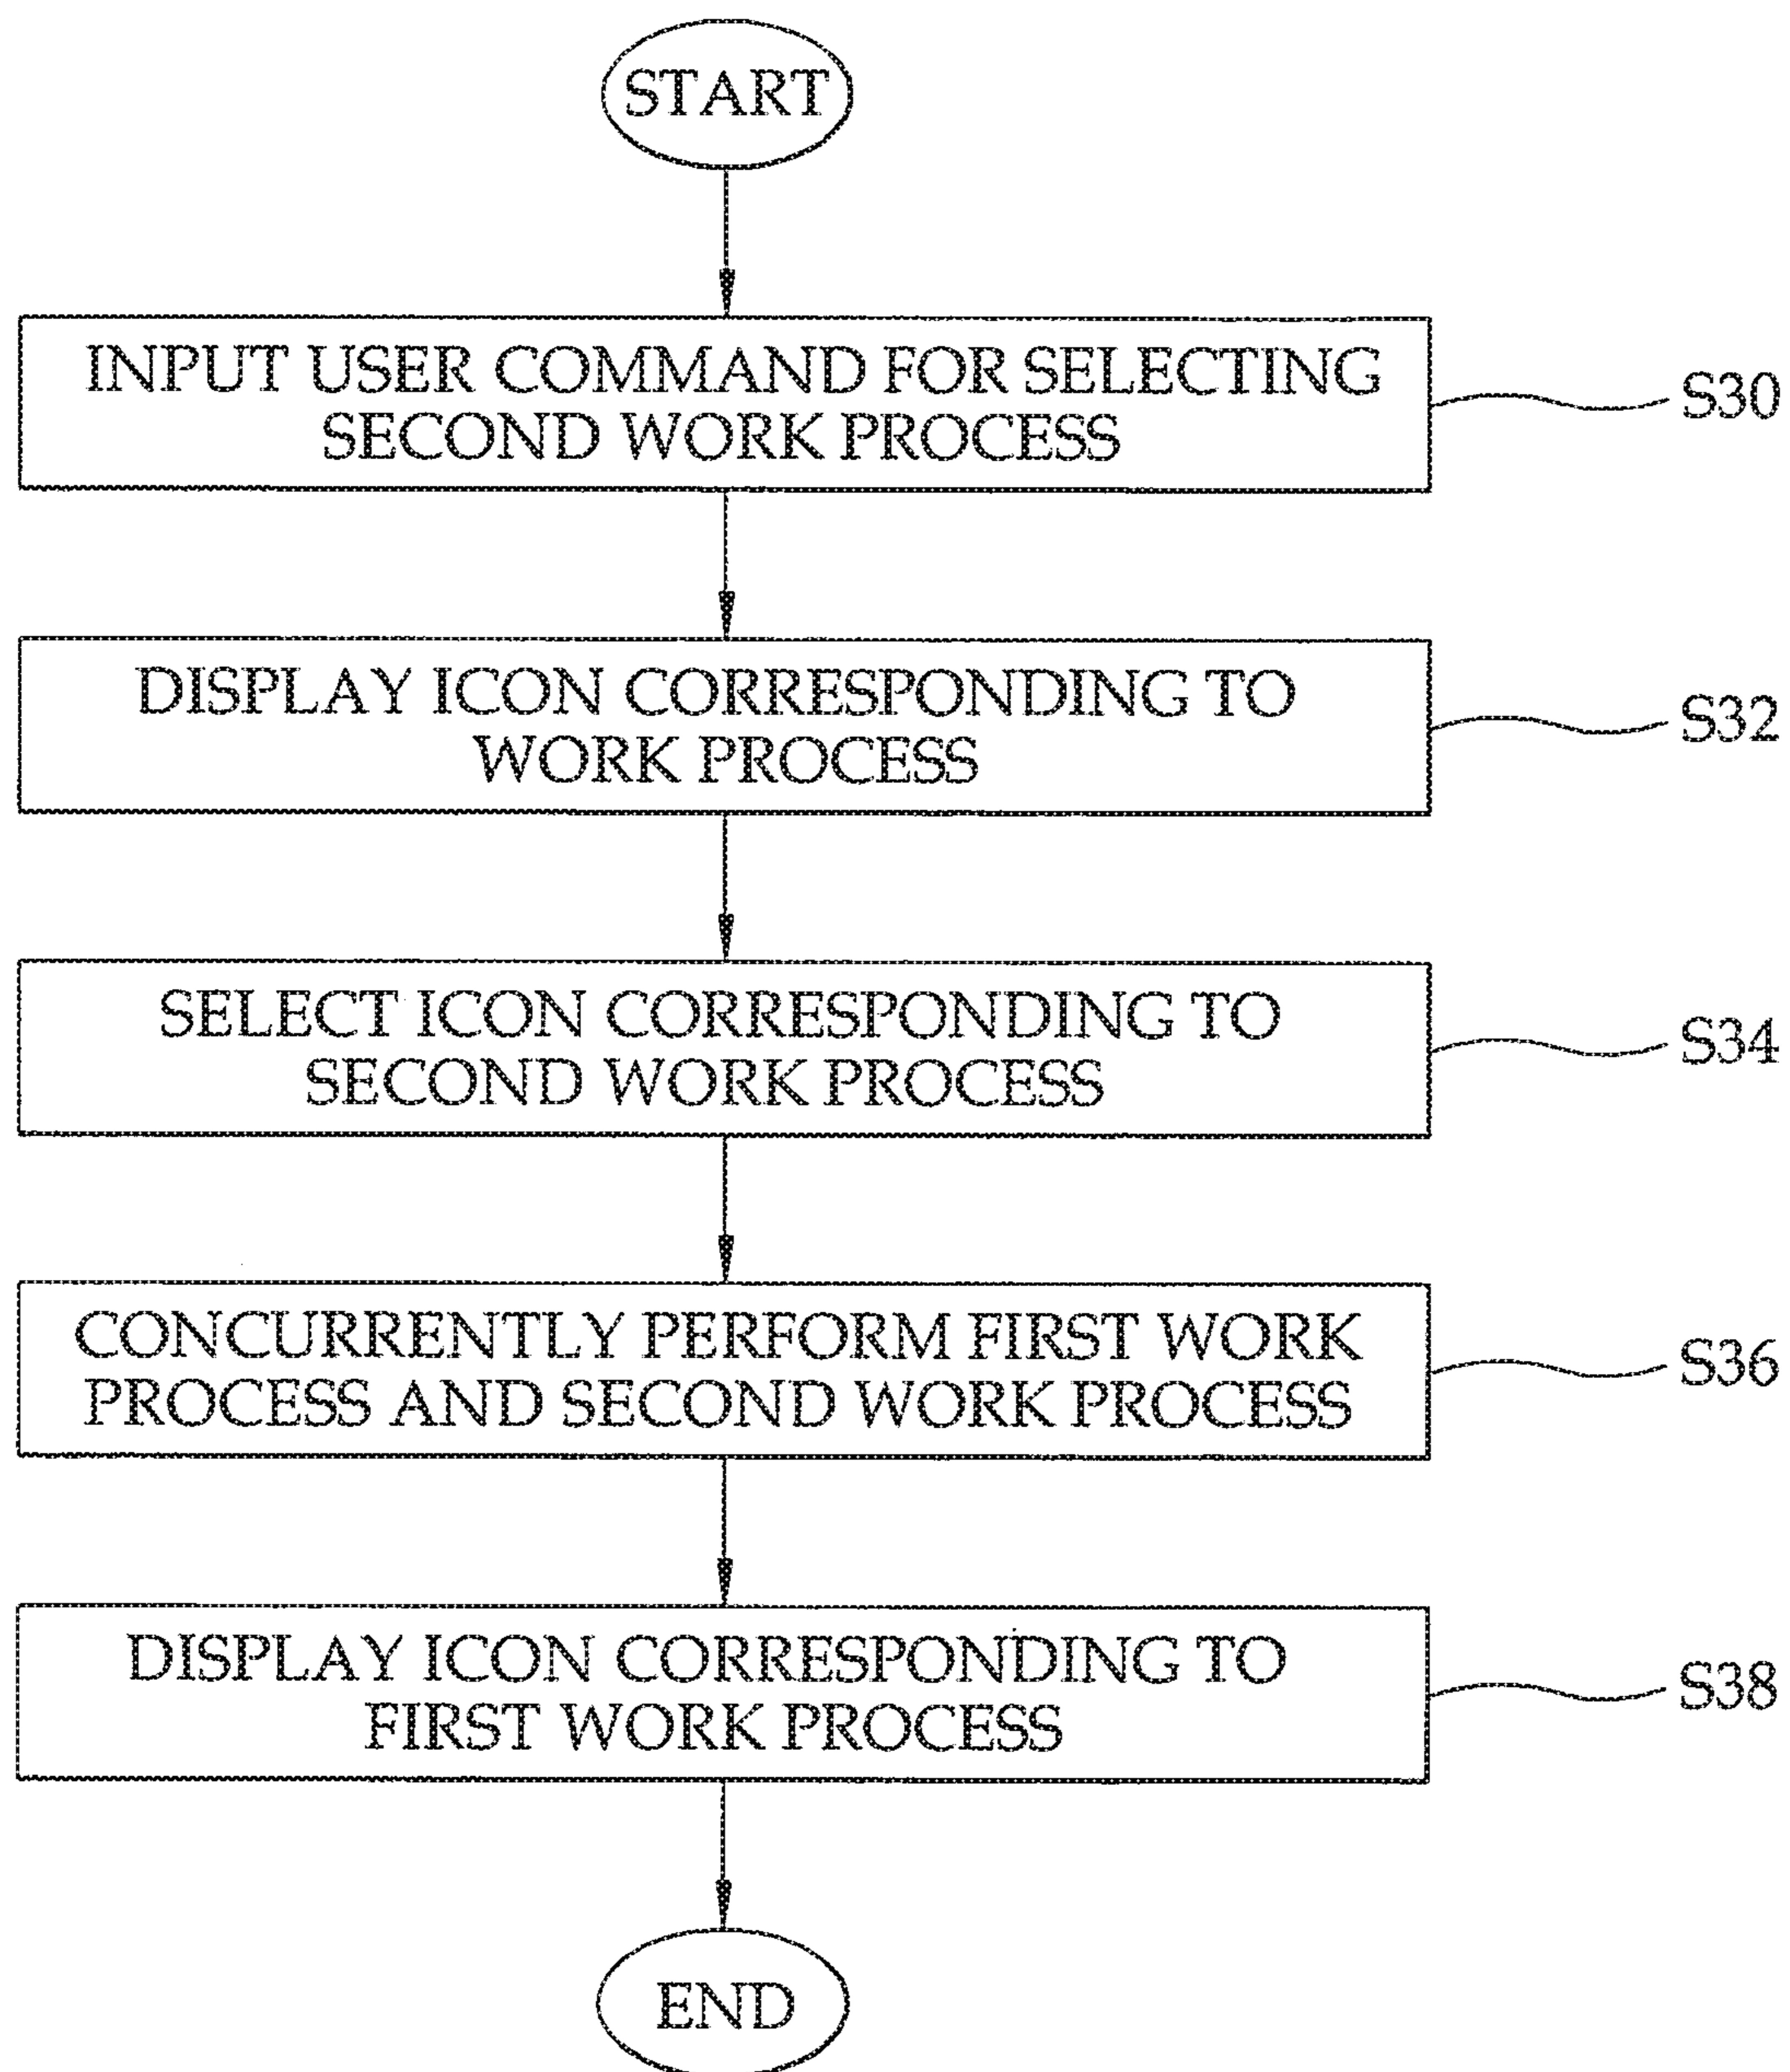 START
INPUT USER COMMAND FOR SELECTING
SECOND WORK PROCESS
S30
DISPLAY ICON CORRESPONDING TO
WORK PROCESS
S32
SELECT ICON CORRESPONDING TO
SECOND WORK PROCESS
S34
CONCURRENTLY PERFORM FIRST WORK
PROCESS AND SECOND WORK PROCESS
S36
DISPLAY ICON CORRESPONDING TO
FIRST WORK PROCESS
S38
END